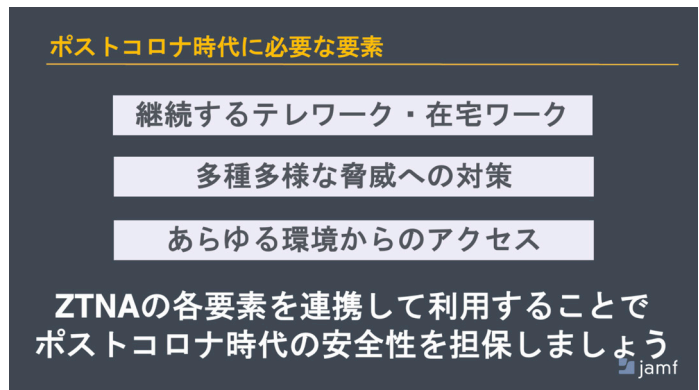 ポストコロナ時代に必要な要素
継続するテレワーク・在宅ワーク
多種多様な脅威への対策
あらゆる環境からのアクセス
ZTNAの各要素を連携して利用することで
ポストコロナ時代の安全性を担保しましょう
jamf